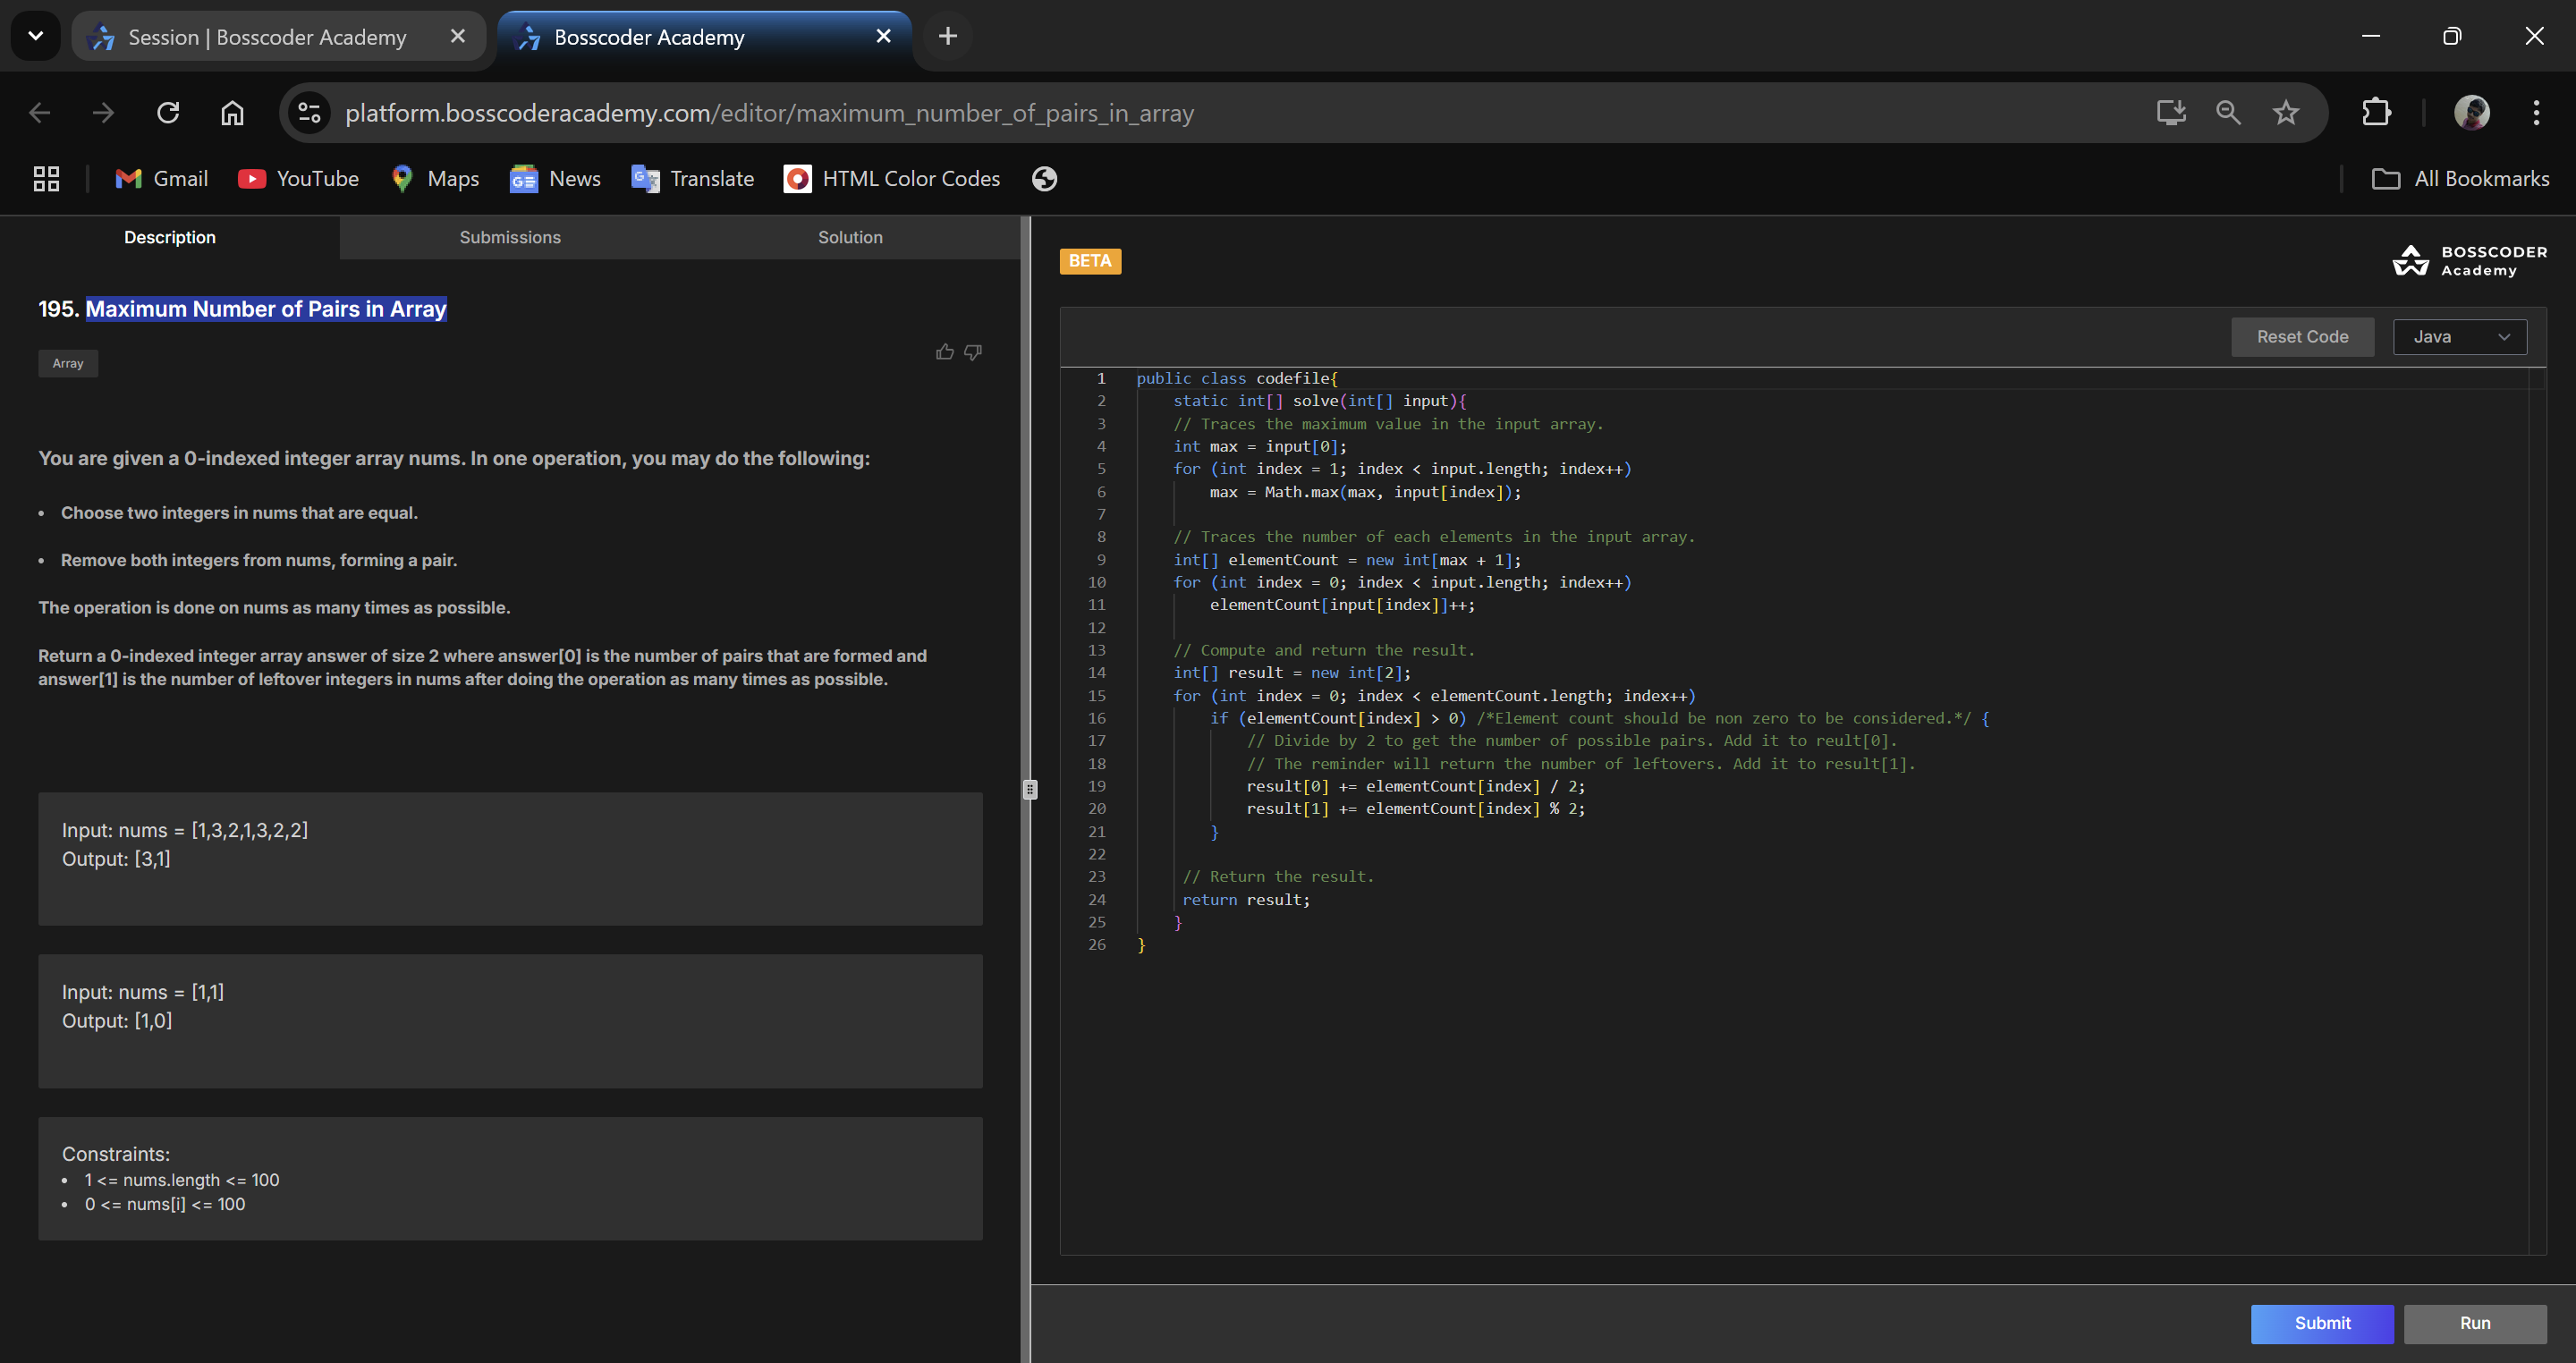 Session | Bosscoder Academy
Bosscoder Academy
platform.bosscoderacademy.com/editor/maximum_number_of_pairs_in_array
Gmail
YouTube
Maps
News
Translate
HTML Color Codes
All Bookmarks
Description
Submissions
Solution
195. Maximum Number of Pairs in Array
Array
You are given a 0-indexed integer array nums. In one operation, you may do the following:
• Choose two integers in nums that are equal.
• Remove both integers from nums, forming a pair.
The operation is done on nums as many times as possible.
Return a 0-indexed integer array answer of size 2 where answer[0] is the number of pairs that are formed and
answer[1] is the number of leftover integers in nums after doing the operation as many times as possible.
Input: nums = [1,3,2,1,3,2,2]
Output: [3,1]
Input: nums = [1,1]
Output: [1,0]
Constraints:
• 1 <= nums.length <= 100
• 0 <= nums[i] <= 100
BETA
BOSSCODER
Academy
Reset Code
Java
1 public class codefile{
2 static int[] solve(int[] input){
3 // Traces the maximum value in the input array.
4 int max = input[0];
5 for (int index = 1; index < input.length; index++)
6 max = Math.max(max, input[index]);
7
8 // Traces the number of each elements in the input array.
9 int[] elementCount = new int[max + 1];
10 for (int index = 0; index < input.length; index++)
11 elementCount[input[index]]++;
12
13 // Compute and return the result.
14 int[] result = new int[2];
15 for (int index = 0; index < elementCount.length; index++)
16 if (elementCount[index] > 0) /*Element count should be non zero to be considered.*/ {
17 // Divide by 2 to get the number of possible pairs. Add it to reult[0].
18 // The reminder will return the number of leftovers. Add it to result[1].
19 result[0] += elementCount[index] / 2;
20 result[1] += elementCount[index] % 2;
21 }
22
23 // Return the result.
24 return result;
25 }
26 }
Submit
Run